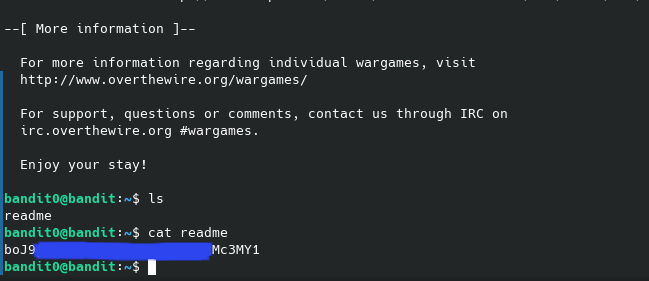 --[ More information ]--
For more information regarding individual wargames, visit
http://www.overthewire.org/wargames/
For support, questions or comments, contact us through IRC on
irc.overthewire.org #wargames.
Enjoy your stay!
bandit0@bandit:~$ ls
readme
bandit0@bandit:~$ cat readme
boJ9 Mc3MY1
bandit0@bandit:~$